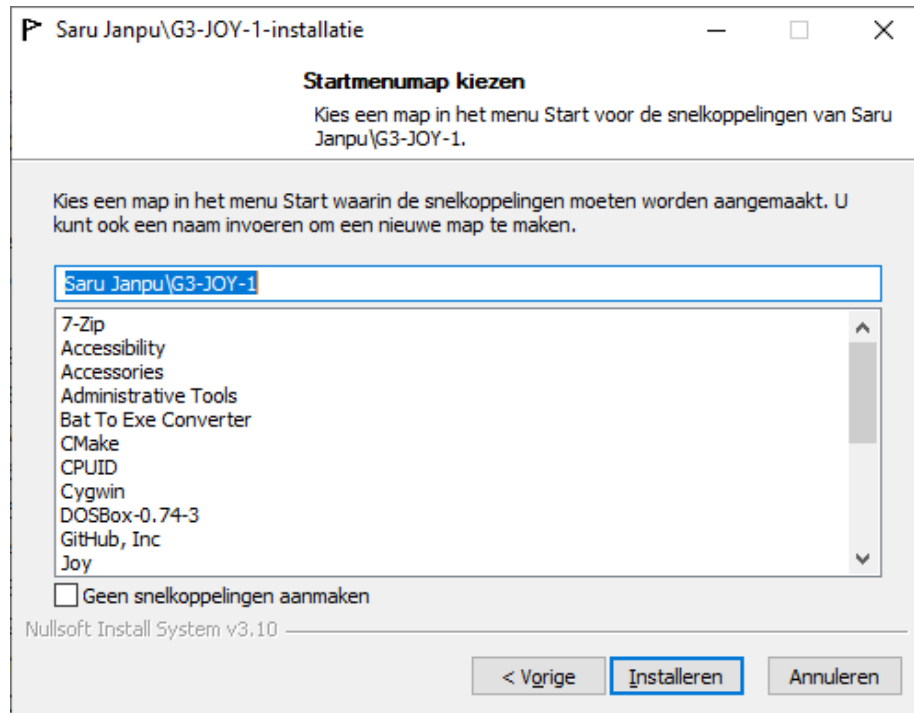 Saru Janpu\G3-JOY-1-installatie
Startmenumap kiezen
Kies een map in het menu Start voor de snelkoppelingen van Saru
Janpu\G3-JOY-1.
Kies een map in het menu Start waarin de snelkoppelingen moeten worden aangemaakt. U
kunt ook een naam invoeren om een nieuwe map te maken.
Saru Janpu\G3-JOY-1
7-Zip
Accessibility
Accessories
Administrative Tools
Bat To Exe Converter
CMake
CPUID
Cygwin
DOSBox-0.74-3
GitHub, Inc
Joy
Geen snelkoppelingen aanmaken
Nullsoft Install System v3.10
< Vorige Installeren Annuleren